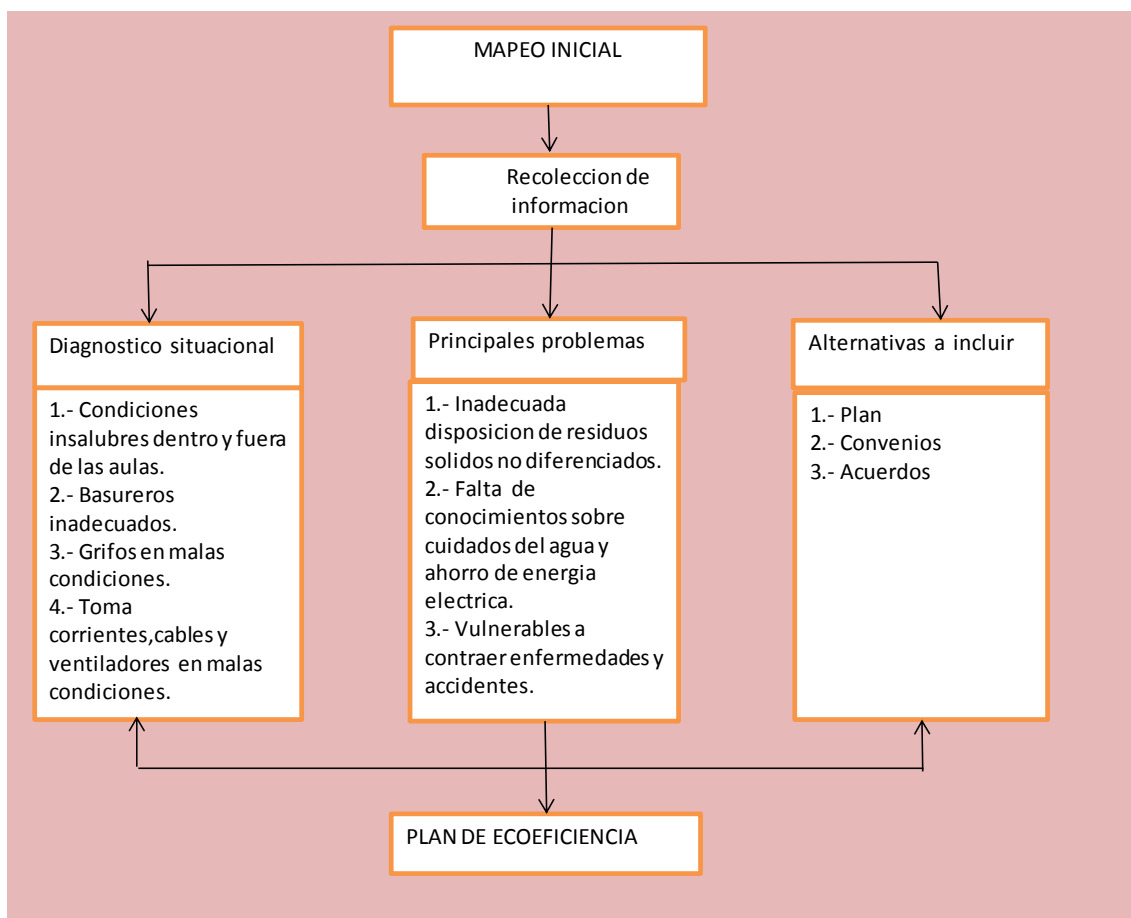 MAPEO INICIAL
Recoleccion de
informacion
Diagnostico situacional
1.- Condiciones
insalubres dentro y fuera
de las aulas.
2.- Basureros
inadecuados.
3.- Grifos en malas
condiciones.
4.- Toma
corrientes,cables y
ventiladores en malas
condiciones.
Principales problemas
1.- Inadecuada
disposicion de residuos
solidos no diferenciados.
2.- Falta de
conocimientos sobre
cuidados del agua y
ahorro de energia
electrica.
3.- Vulnerables a
contraer enfermedades y
accidentes.
Alternativas a incluir
1.- Plan
2.- Convenios
3.- Acuerdos
PLAN DE ECOEFICIENCIA